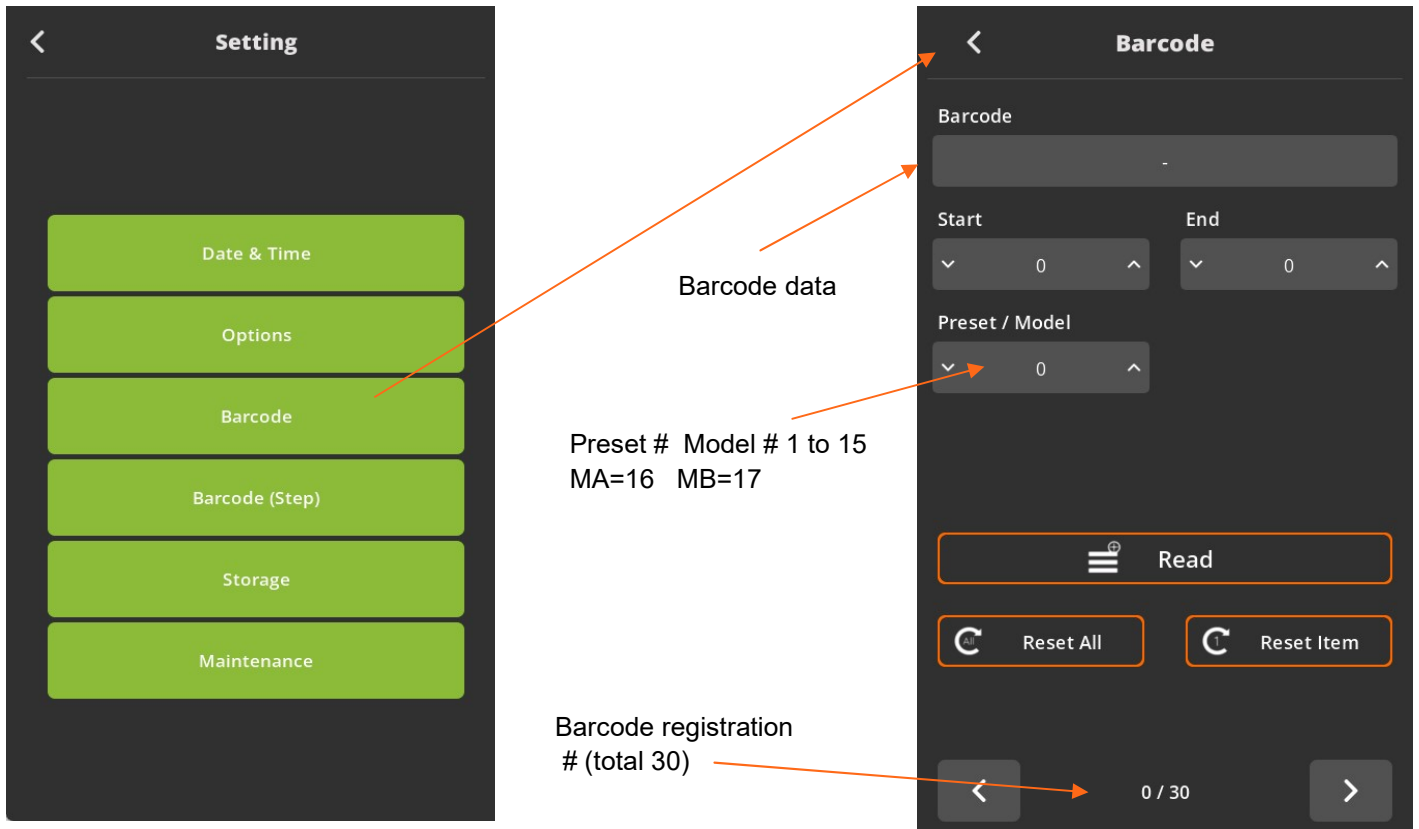 Setting
Date & Time
Options
Barcode
Barcode (Step)
Storage
Maintenance
Barcode data
Preset # Model # 1 to 15
MA=16 MB=17
Barcode registration
# (total 30)
Barcode
Barcode
-
Start End
0 0
Preset / Model
0
Read
All Reset All 1 Reset Item
0 / 30